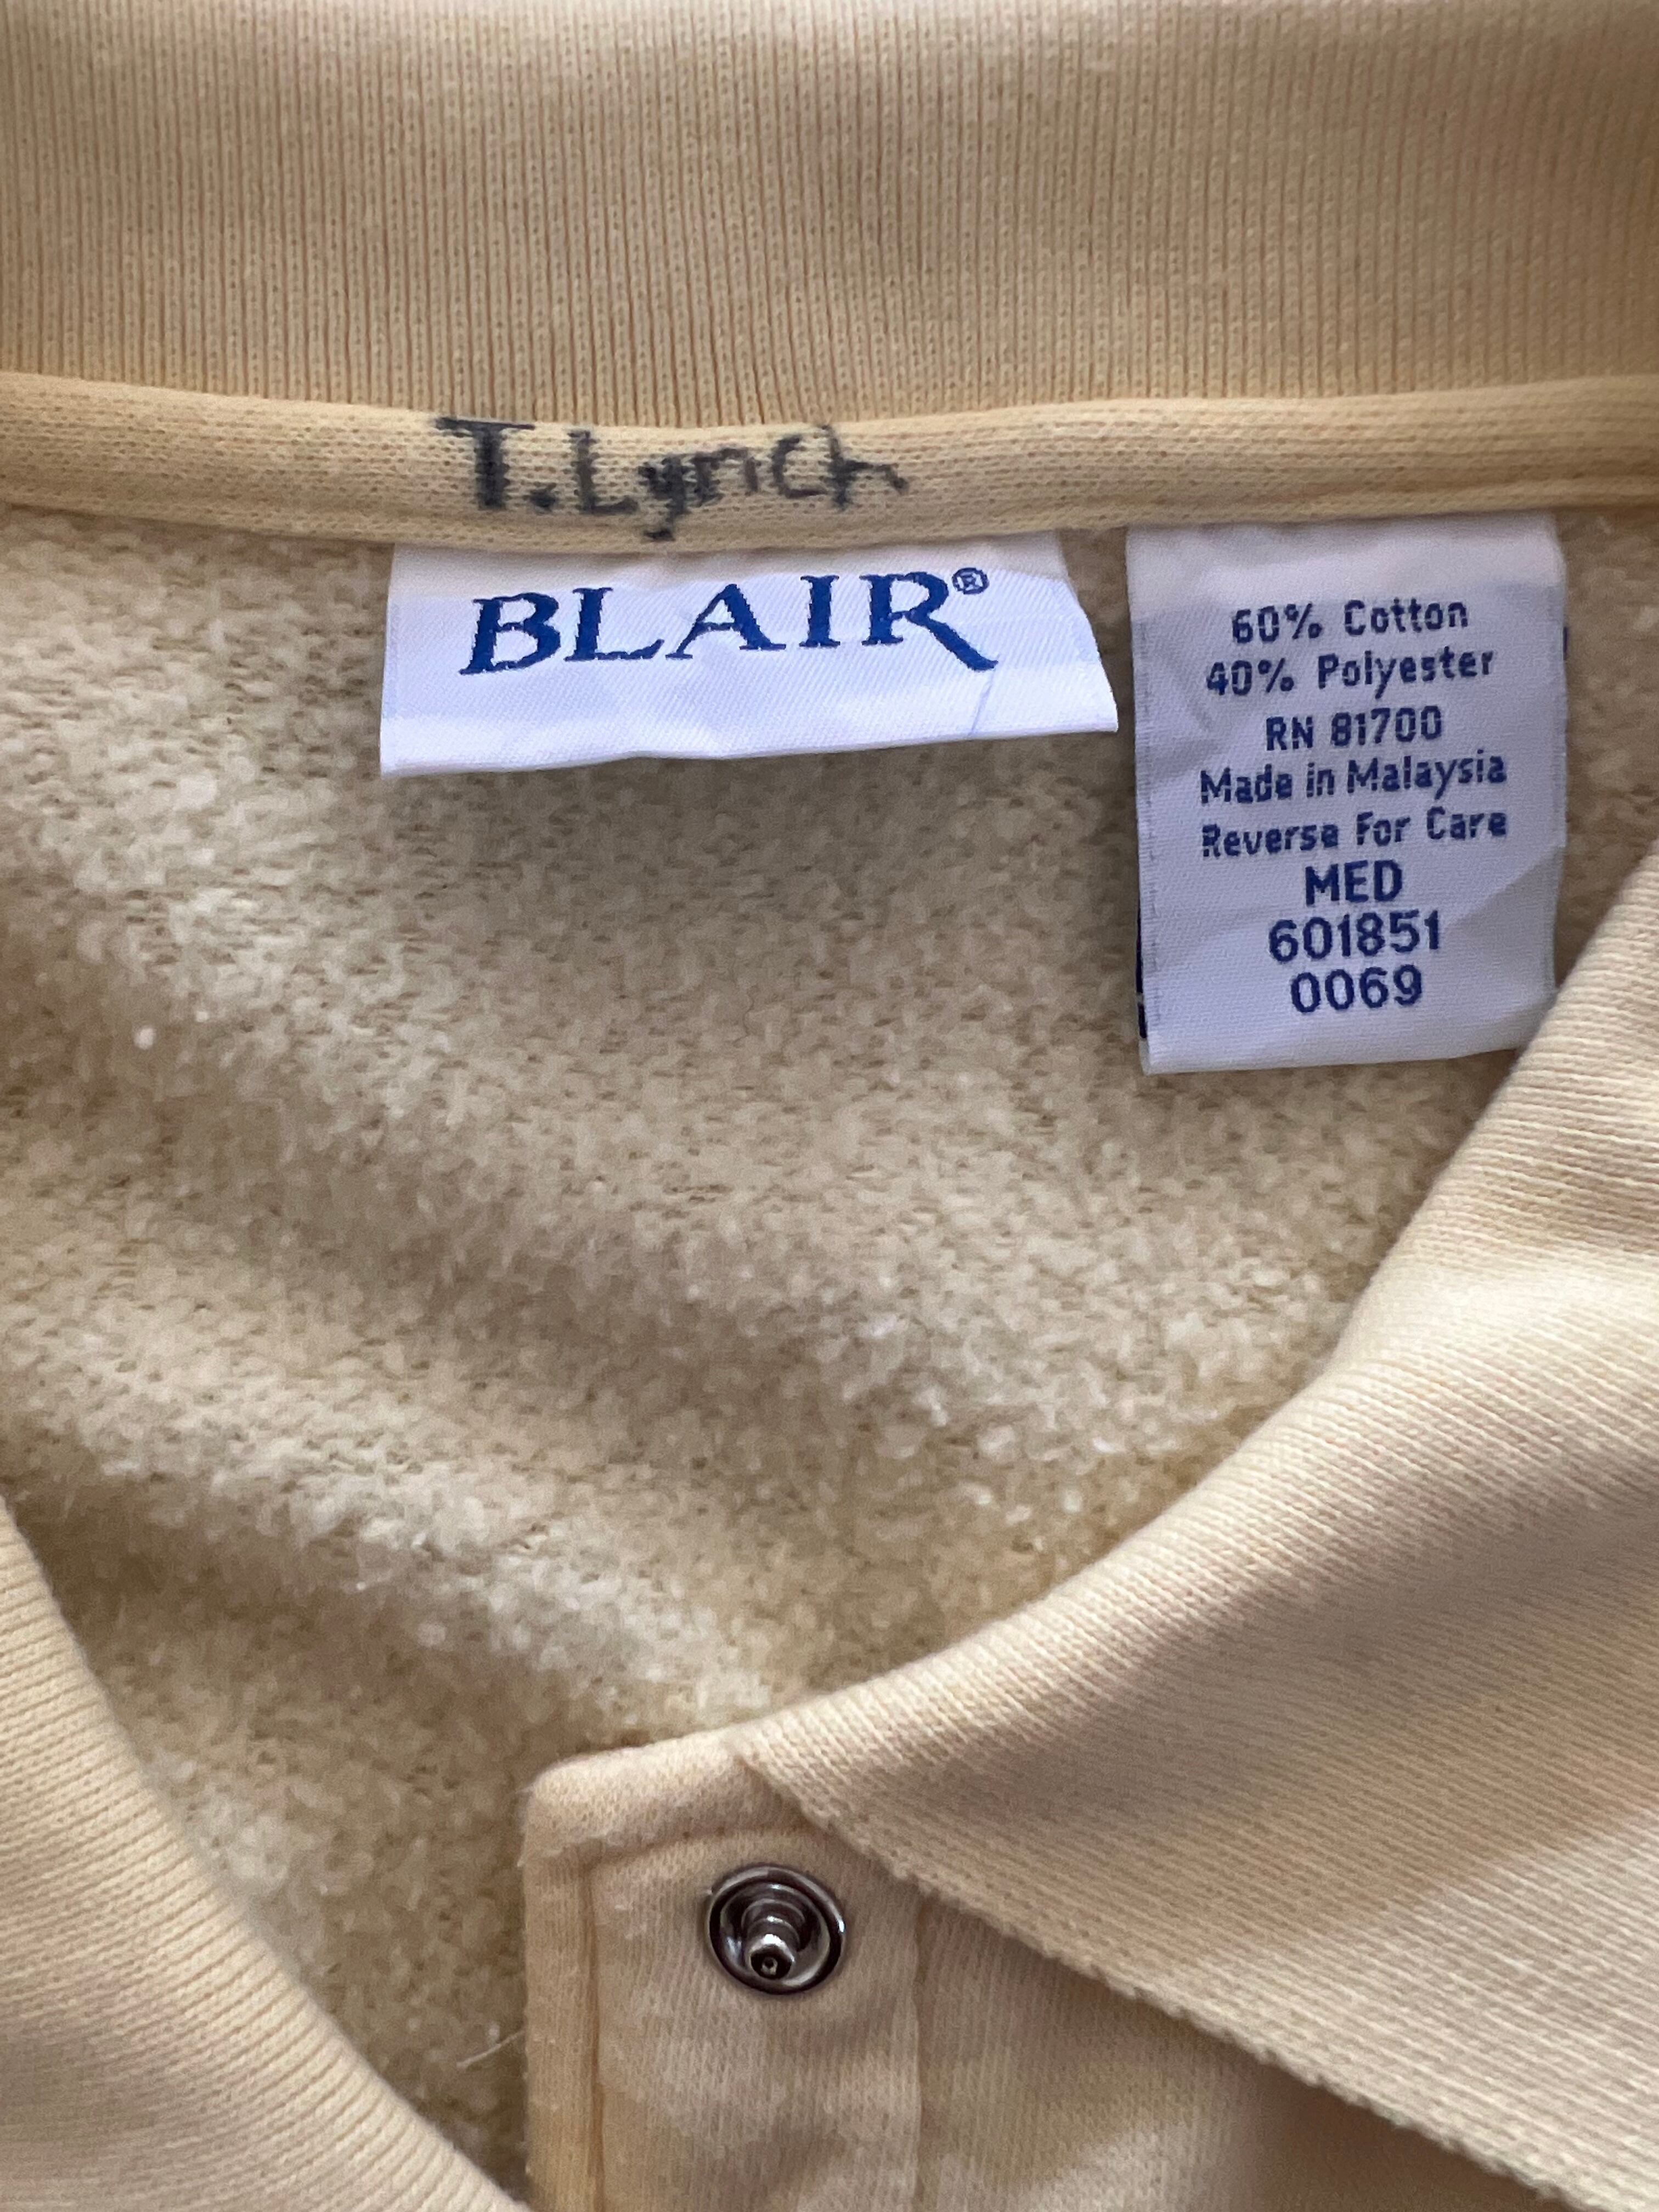 T. Lynch
BLAIR®
60% Cotton
40% Polyester
RN 81700
Made in Malaysia
Reverse For Care
MED
601851
0069